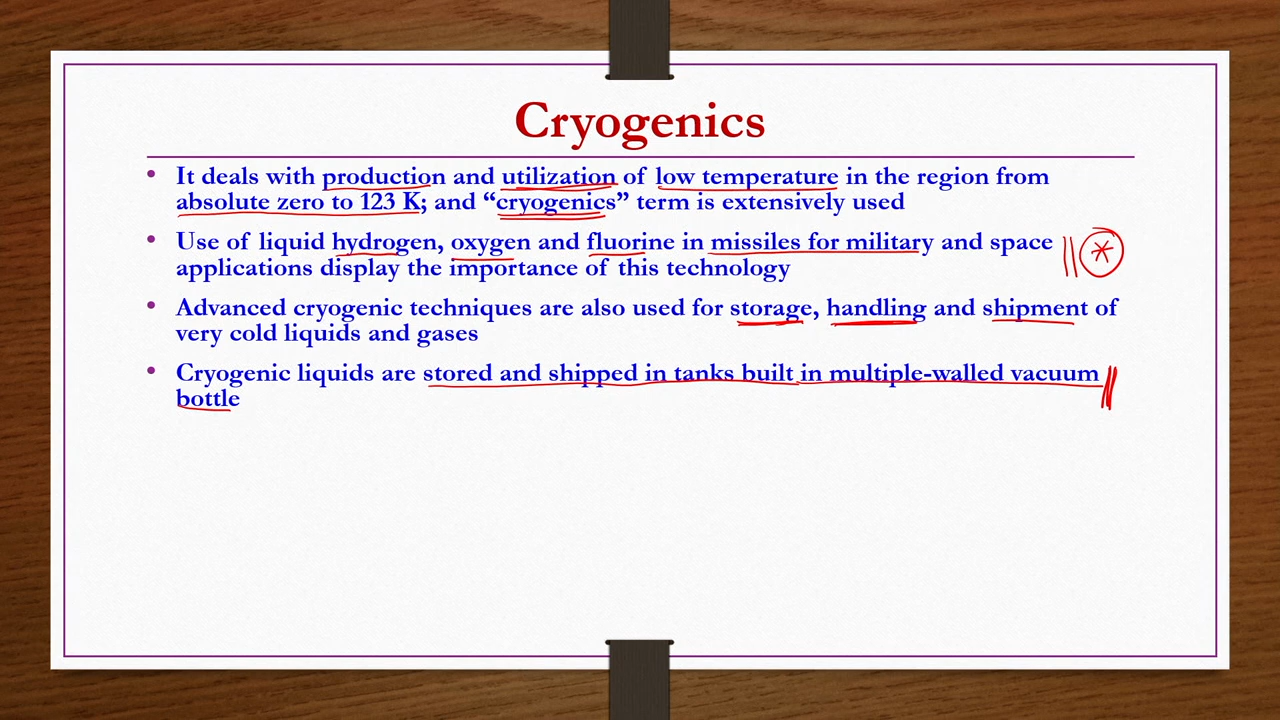 Cryogenics
• It deals with production and utilization of low temperature in the region from
absolute zero to 123 K; and “cryogenics” term is extensively used
• Use of liquid hydrogen, oxygen and fluorine in missiles for military and space
applications display the importance of this technology
• Advanced cryogenic techniques are also used for storage, handling and shipment of
very cold liquids and gases
• Cryogenic liquids are stored and shipped in tanks built in multiple-walled vacuum
bottle